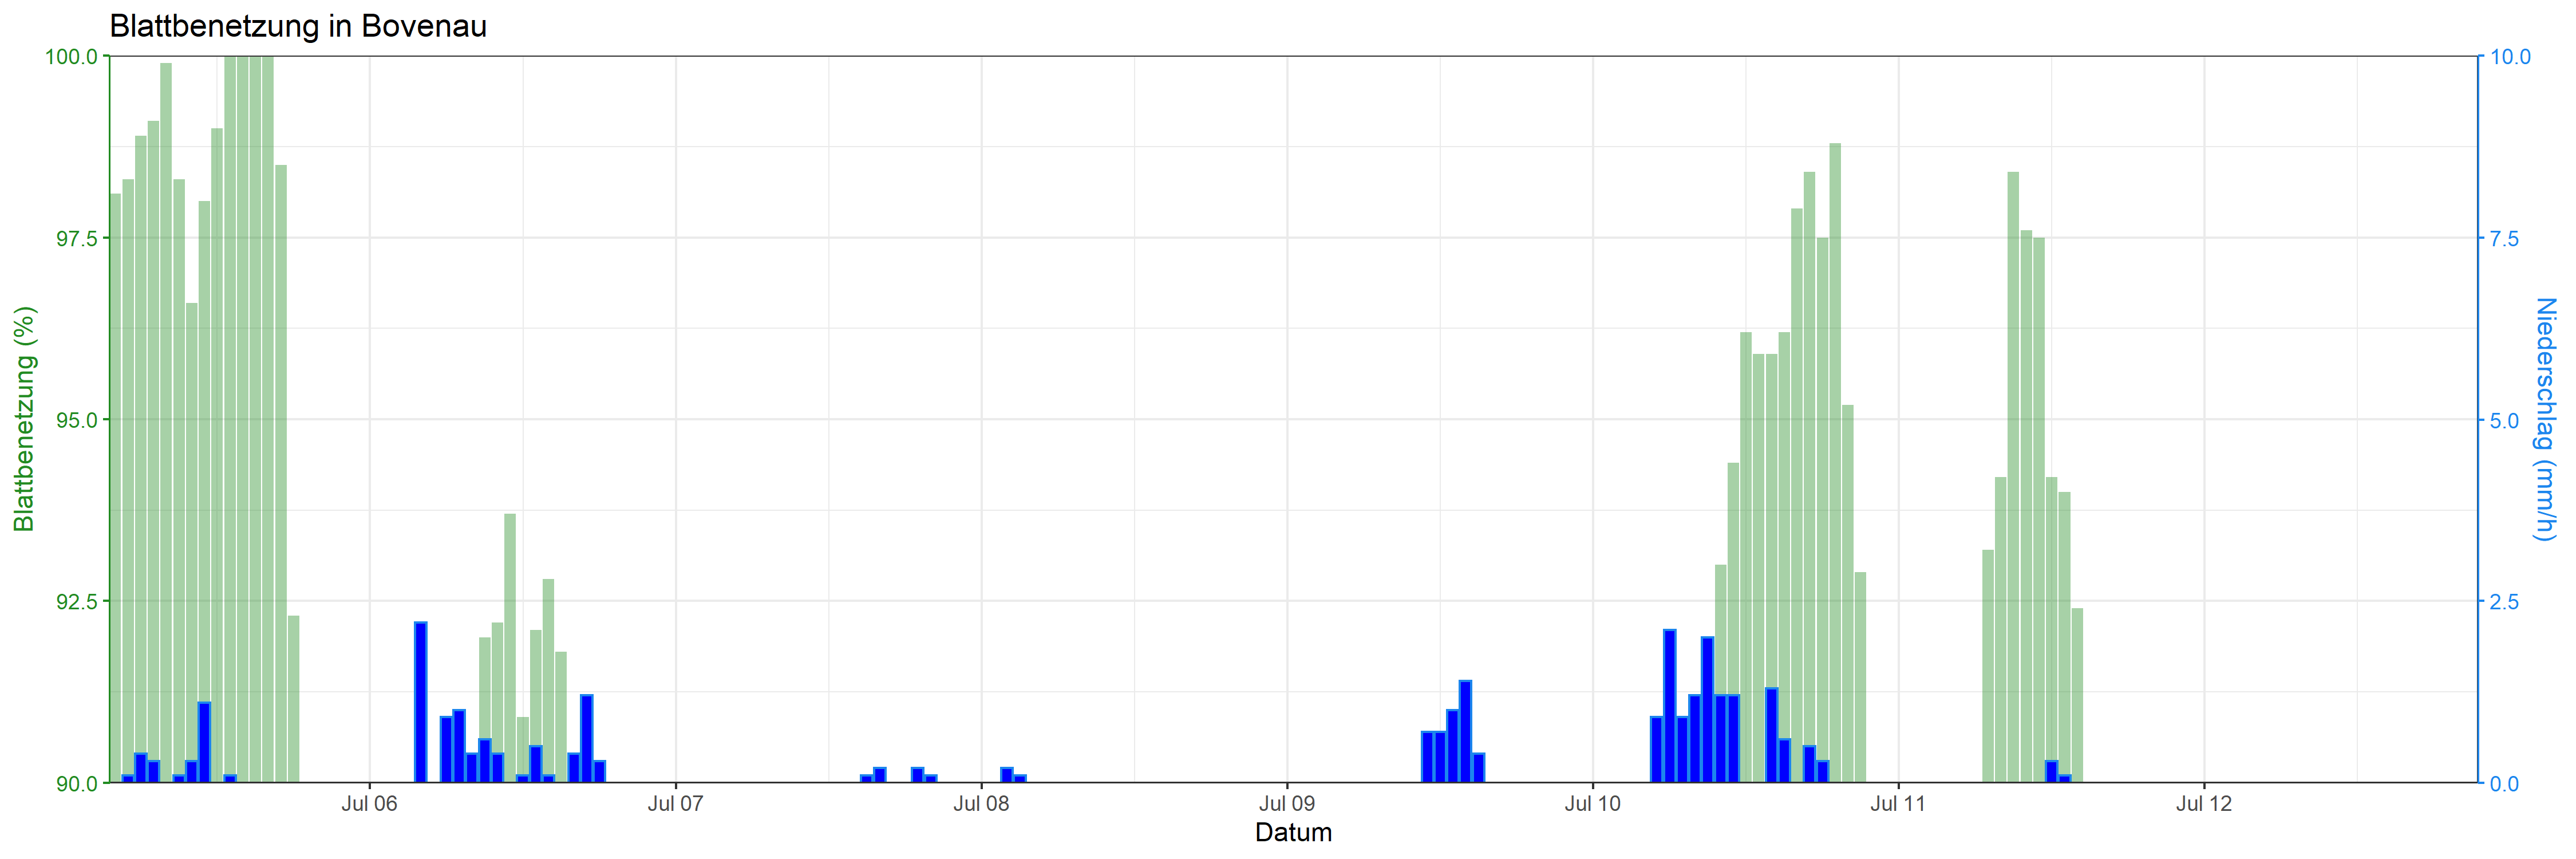 Blattbenetzung in Bovenau
Blattbenetzung (%)
100.0
97.5
95.0
92.5
90.0
10.0
7.5
5.0
2.5
0.0
Niederschlag (mm/h)
Jul 06
Jul 07
Jul 08
Jul 09
Jul 10
Jul 11
Jul 12
Datum